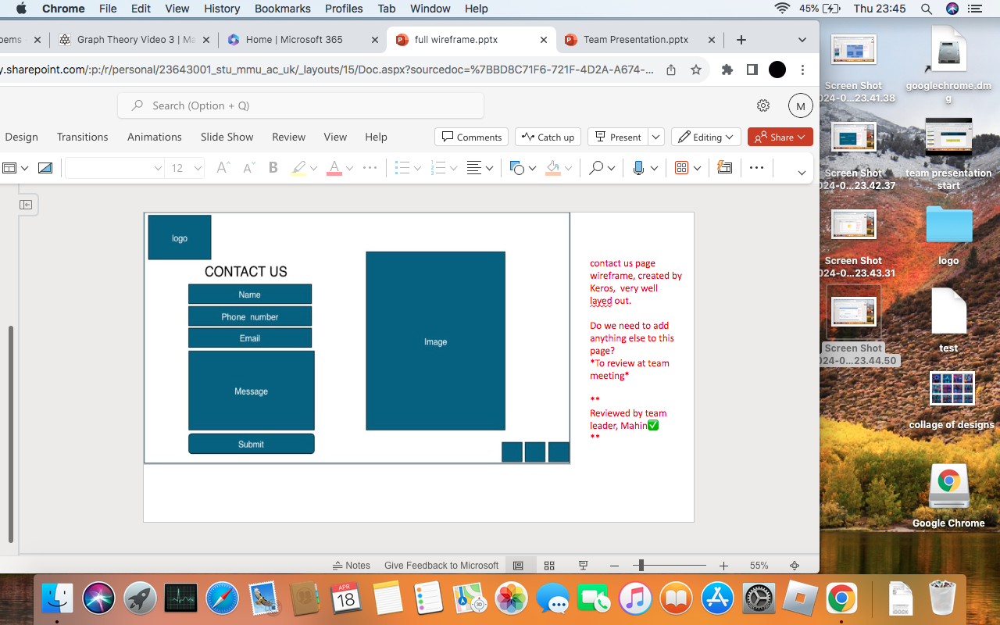 Chrome File Edit View History Bookmarks Profiles Tab Window Help 45% Thu 23:45
oems Graph Theory Video 3 | Ma Home | Microsoft 365 full wireframe.pptx Team Presentation.pptx
y.sharepoint.com/:p:/r/personal/23643001_stu_mmu_ac_uk/_layouts/15/Doc.aspx?sourcedoc=%7BBD8C71F6-721F-4D2A-A674-...
Search (Option + Q) M
Design Transitions Animations Slide Show Review View Help Comments Catch up Present Editing Share
12 A A B A
logo
CONTACT US
Name
Phone number
Email
Message
Submit
Image
contact us page
wireframe, created by
Keros, very well
layed out.
Do we need to add
anything else to this
page?
*To review at team
meeting*
**
Reviewed by team
leader, Mahin✅
**
Notes Give Feedback to Microsoft 55%
Screen Shot
024-0...23.41.38
googlechrome.dm
g
Screen Shot
024-0...23.42.37
team presentation
start
Screen Shot
024-0...23.43.31
logo
Screen Shot
024-0...23.44.50
test
collage of designs
Google Chrome
APR
18
3D
DOCX